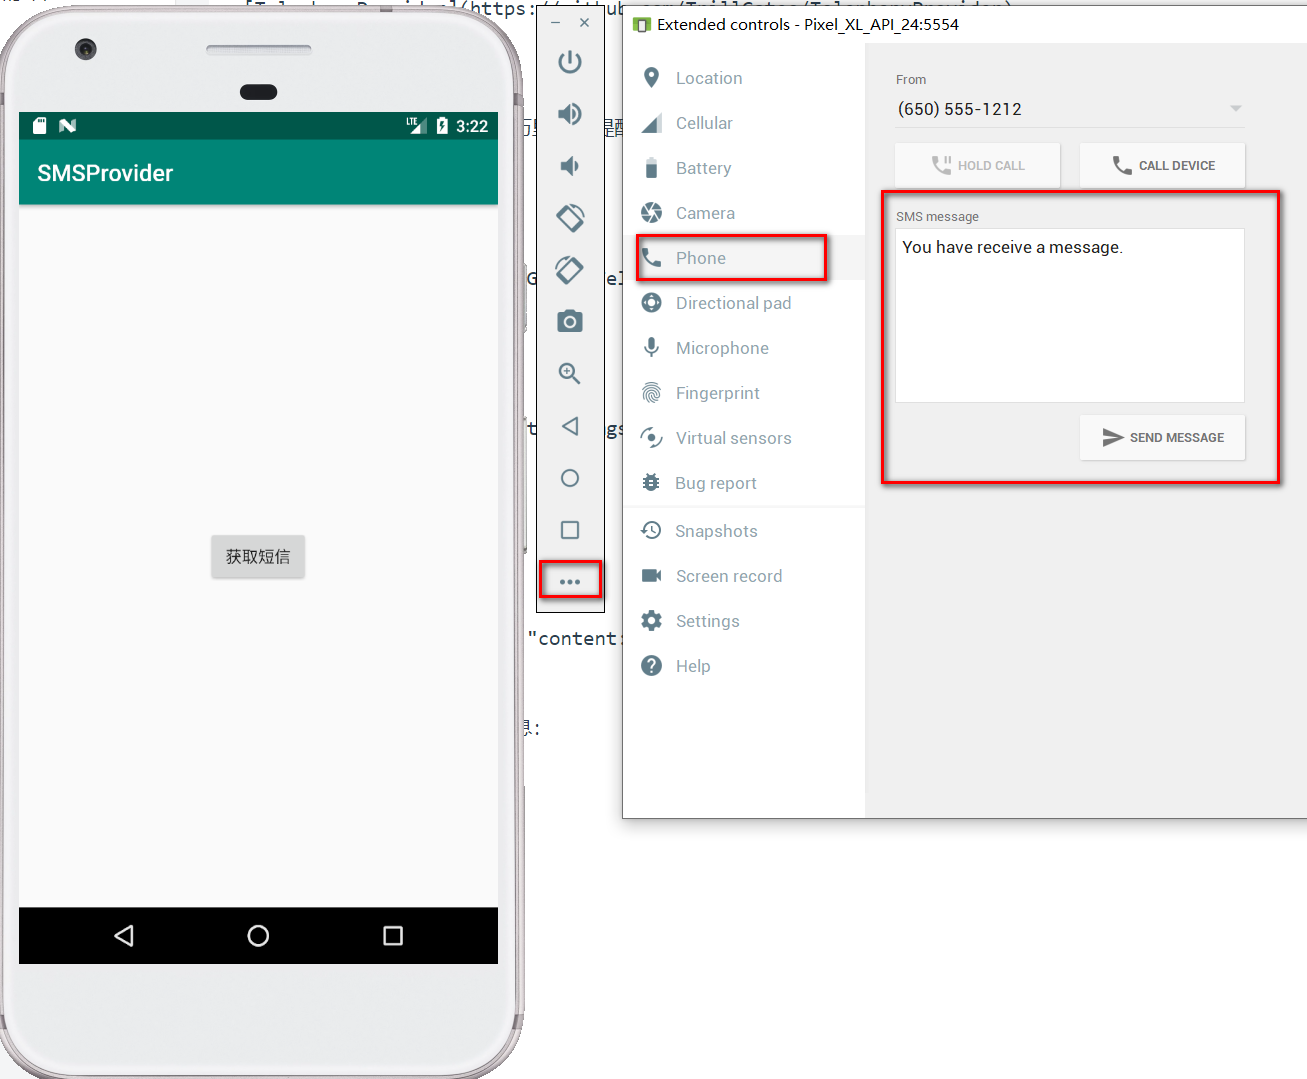 LTE 3:22
SMSProvider
获取短信
"content:
Extended controls - Pixel_XL_API_24:5554
Location
Cellular
Battery
Camera
Phone
Directional pad
Microphone
Fingerprint
Virtual sensors
Bug report
Snapshots
Screen record
Settings
Help
From
(650) 555-1212
HOLD CALL
CALL DEVICE
SMS message
You have receive a message.
SEND MESSAGE